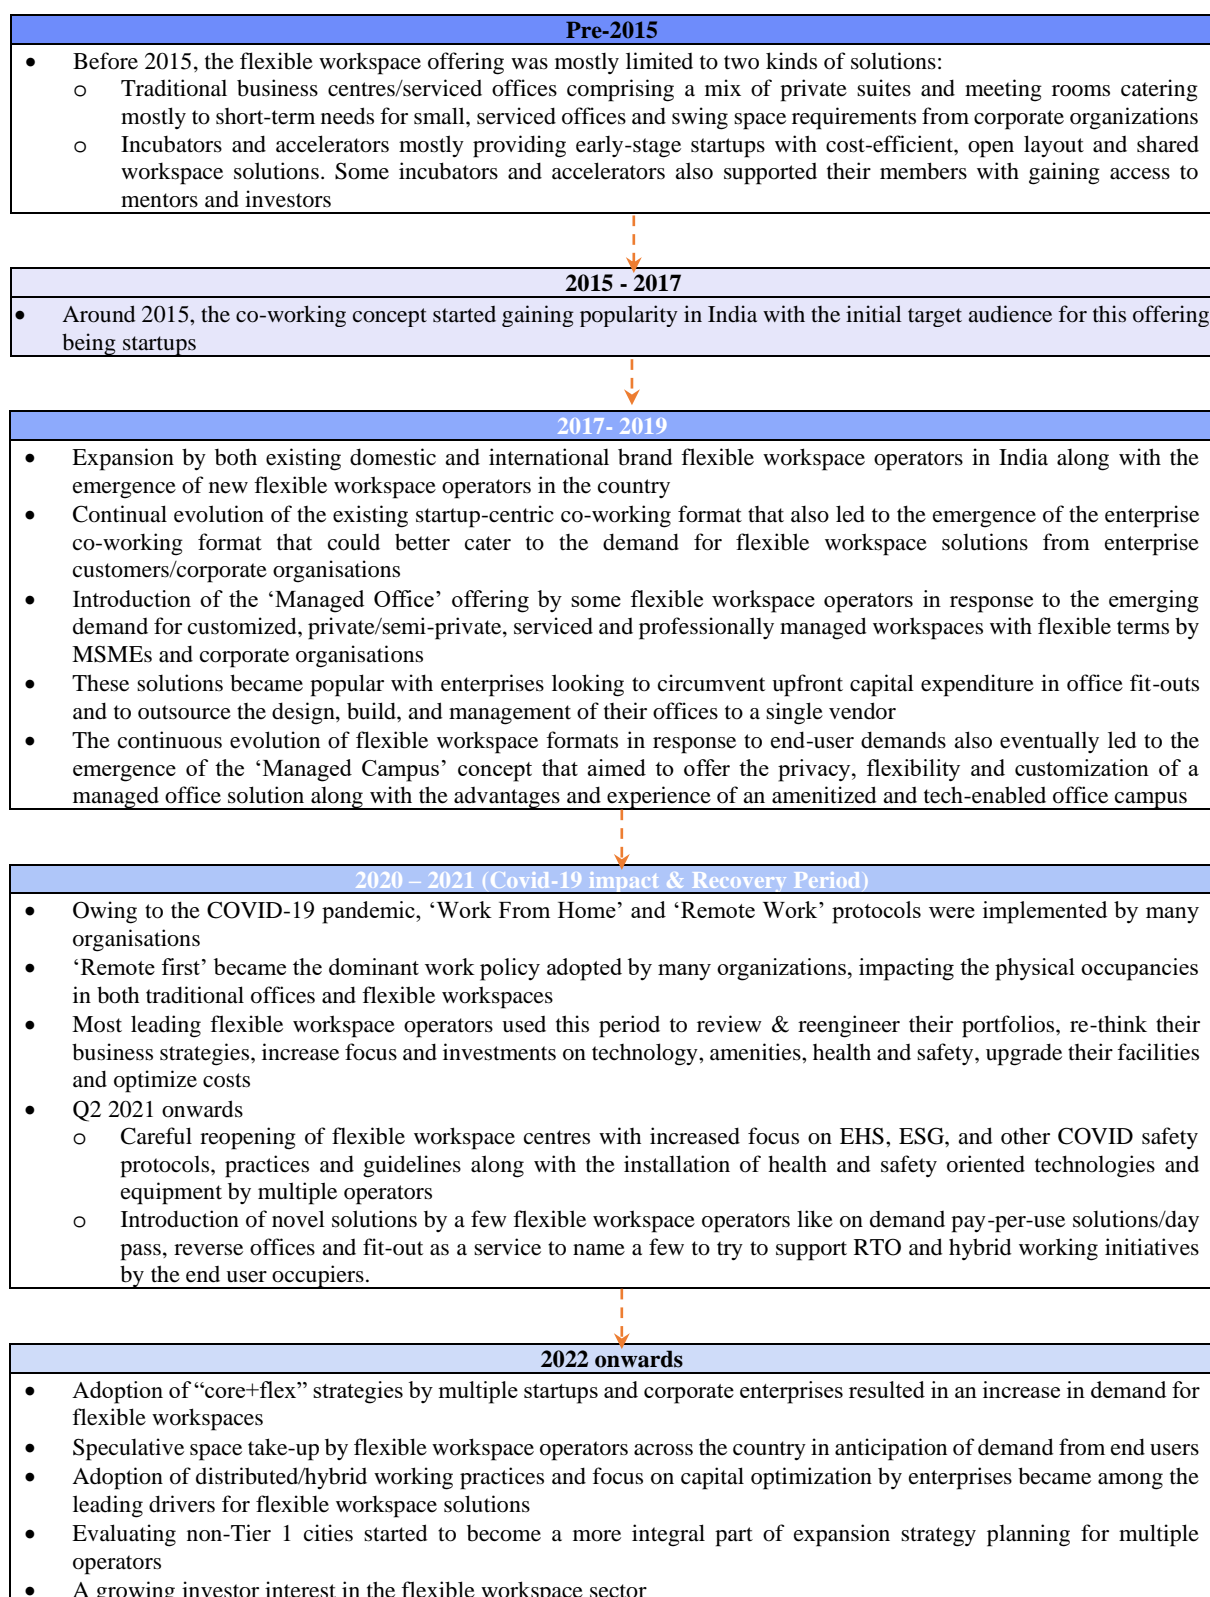 Pre-2015
• Before 2015, the flexible workspace offering was mostly limited to two kinds of solutions:
o Traditional business centres/serviced offices comprising a mix of private suites and meeting rooms catering
mostly to short-term needs for small, serviced offices and swing space requirements from corporate organizations
o Incubators and accelerators mostly providing early-stage startups with cost-efficient, open layout and shared
workspace solutions. Some incubators and accelerators also supported their members with gaining access to
mentors and investors
2015 - 2017
• Around 2015, the co-working concept started gaining popularity in India with the initial target audience for this offering
being startups
2017- 2019
• Expansion by both existing domestic and international brand flexible workspace operators in India along with the
emergence of new flexible workspace operators in the country
• Continual evolution of the existing startup-centric co-working format that also led to the emergence of the enterprise
co-working format that could better cater to the demand for flexible workspace solutions from enterprise
customers/corporate organisations
• Introduction of the ‘Managed Office’ offering by some flexible workspace operators in response to the emerging
demand for customized, private/semi-private, serviced and professionally managed workspaces with flexible terms by
MSMEs and corporate organisations
• These solutions became popular with enterprises looking to circumvent upfront capital expenditure in office fit-outs
and to outsource the design, build, and management of their offices to a single vendor
• The continuous evolution of flexible workspace formats in response to end-user demands also eventually led to the
emergence of the ‘Managed Campus’ concept that aimed to offer the privacy, flexibility and customization of a
managed office solution along with the advantages and experience of an amenitized and tech-enabled office campus
2020 – 2021 (Covid-19 impact & Recovery Period)
• Owing to the COVID-19 pandemic, ‘Work From Home’ and ‘Remote Work’ protocols were implemented by many
organisations
• ‘Remote first’ became the dominant work policy adopted by many organizations, impacting the physical occupancies
in both traditional offices and flexible workspaces
• Most leading flexible workspace operators used this period to review & reengineer their portfolios, re-think their
business strategies, increase focus and investments on technology, amenities, health and safety, upgrade their facilities
and optimize costs
• Q2 2021 onwards
o Careful reopening of flexible workspace centres with increased focus on EHS, ESG, and other COVID safety
protocols, practices and guidelines along with the installation of health and safety oriented technologies and
equipment by multiple operators
o Introduction of novel solutions by a few flexible workspace operators like on demand pay-per-use solutions/day
pass, reverse offices and fit-out as a service to name a few to try to support RTO and hybrid working initiatives
by the end user occupiers.
2022 onwards
• Adoption of “core+flex” strategies by multiple startups and corporate enterprises resulted in an increase in demand for
flexible workspaces
• Speculative space take-up by flexible workspace operators across the country in anticipation of demand from end users
• Adoption of distributed/hybrid working practices and focus on capital optimization by enterprises became among the
leading drivers for flexible workspace solutions
• Evaluating non-Tier 1 cities started to become a more integral part of expansion strategy planning for multiple
operators
• A growing investor interest in the flexible workspace sector